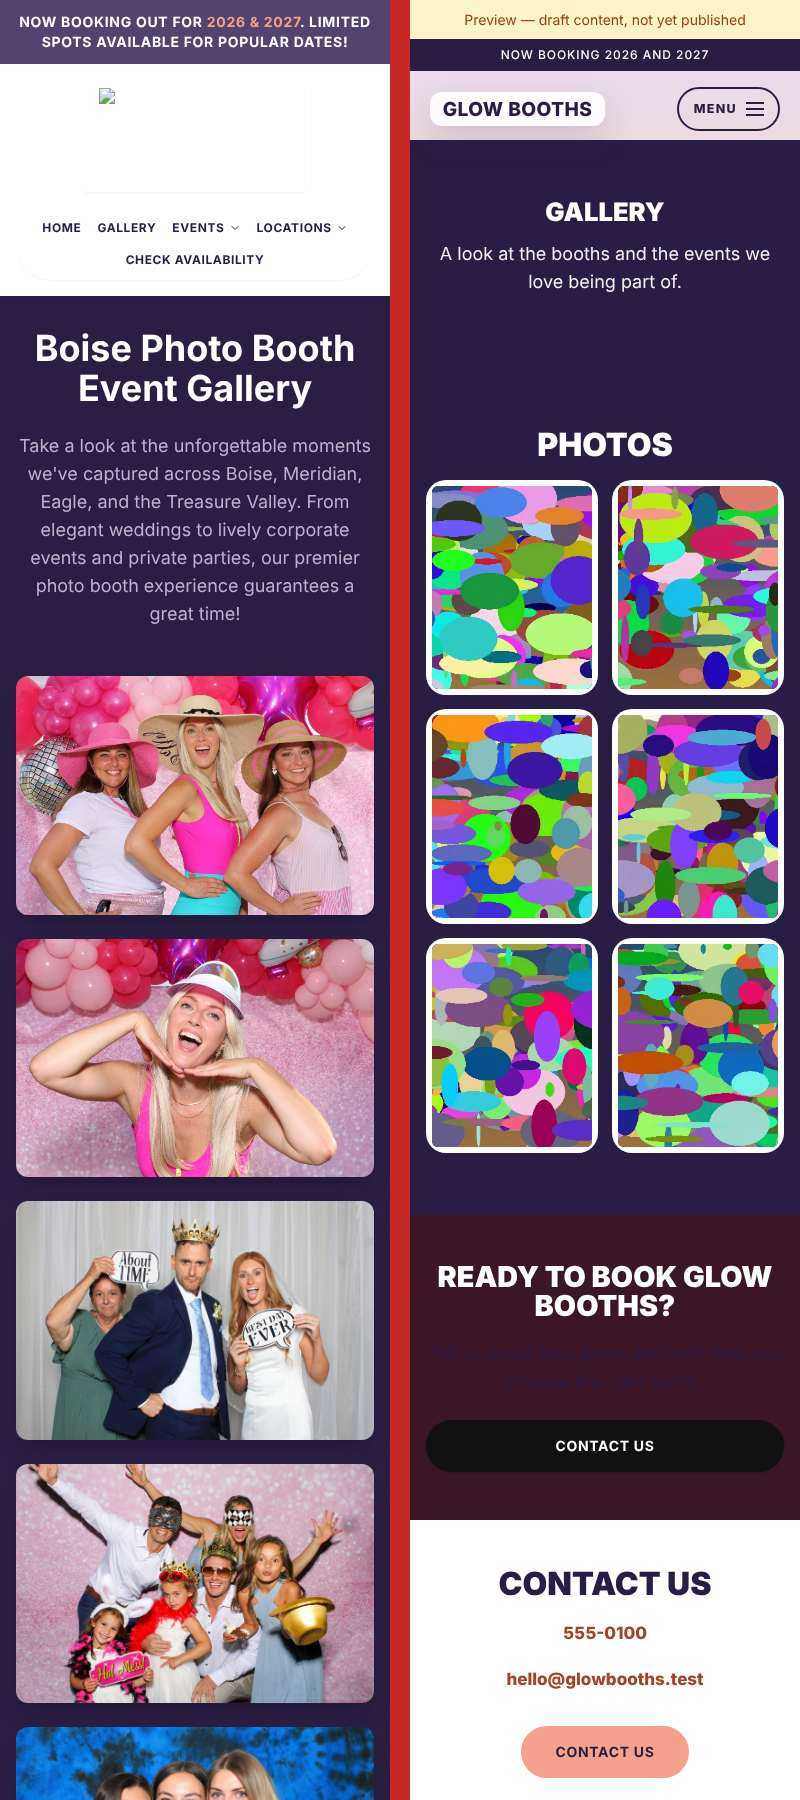 NOW BOOKING OUT FOR 2026 & 2027. LIMITED
SPOTS AVAILABLE FOR POPULAR DATES!
HOME GALLERY EVENTS LOCATIONS
CHECK AVAILABILITY
Boise Photo Booth
Event Gallery
Take a look at the unforgettable moments
we've captured across Boise, Meridian,
Eagle, and the Treasure Valley. From
elegant weddings to lively corporate
events and private parties, our premier
photo booth experience guarantees a
great time!
About
TIME
BEST DAY
EVER
Hot Mess!
Preview — draft content, not yet published
NOW BOOKING 2026 AND 2027
GLOW BOOTHS
MENU
GALLERY
A look at the booths and the events we
love being part of.
PHOTOS
READY TO BOOK GLOW
BOOTHS?
CONTACT US
CONTACT US
555-0100
hello@glowbooths.test
CONTACT US